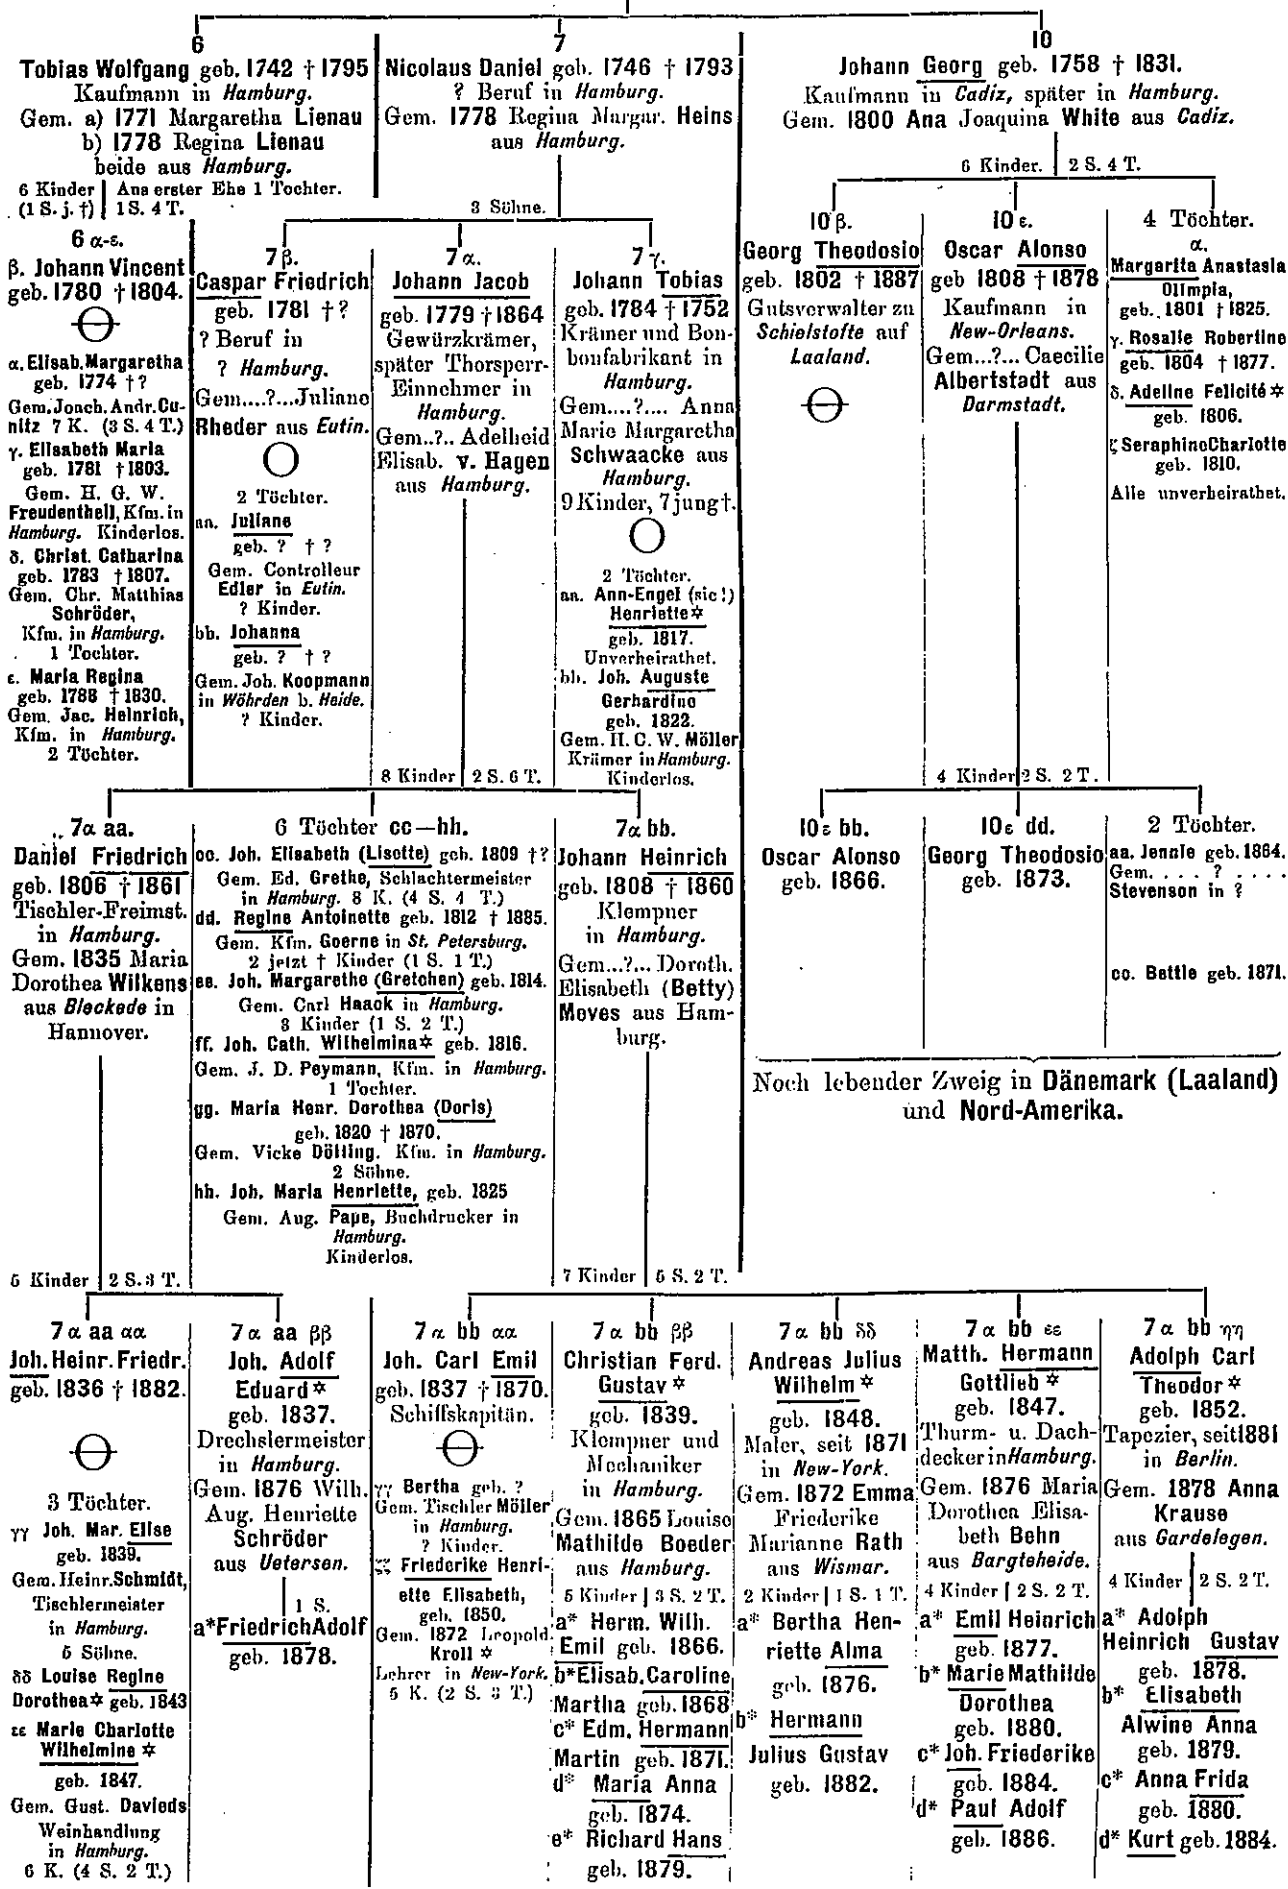 6
Tobias Wolfgang geb. 1742 † 1795
Kaufmann in Hamburg.
Gem. a) 1771 Margaretha Lienau
b) 1778 Regina Lienau
beide aus Hamburg.
6 Kinder | Aus erster Ehe 1 Tochter.
(1 S. j. †) | 1 S. 4 T.
7
Nicolaus Daniel geb. 1746 † 1793
? Beruf in Hamburg.
Gem. 1778 Regina Margar. Heins
aus Hamburg.
3 Söhne.
10
Johann Georg geb. 1758 † 1831.
Kaufmann in Cadiz, später in Hamburg.
Gem. 1800 Ana Joaquina White aus Cadiz.
6 Kinder. | 2 S. 4 T.
6 α-ε.
β. Johann Vincent
geb. 1780 † 1804.
α. Elisab. Margaretha
geb. 1774 † ?
Gem. Joach. Andr. Cu-
nitz 7 K. (3 S. 4 T.)
γ. Elisabeth Maria
geb. 1781 † 1803.
Gem. H. G. W.
Freudentheil, Kfm. in
Hamburg. Kinderlos.
δ. Christ. Catharina
geb. 1783 † 1807.
Gem. Chr. Matthias
Schröder,
Kfm. in Hamburg.
1 Tochter.
ε. Maria Regina
geb. 1788 † 1830.
Gem. Jac. Heinrich,
Kfm. in Hamburg.
2 Töchter.
7 β.
Caspar Friedrich
geb. 1781 † ?
? Beruf in
? Hamburg.
Gem....?...Juliane
Rheder aus Eutin.
2 Töchter.
aa. Juliane
geb. ? † ?
Gem. Controlleur
Edler in Eutin.
? Kinder.
bb. Johanna
geb. ? † ?
Gem. Joh. Koopmann
in Wöhrden b. Heide.
? Kinder.
7 α.
Johann Jacob
geb. 1779 † 1864
Gewürzkrämer,
später Thorsperr-
Einnehmer in
Hamburg.
Gem..?.. Adelheid
Elisab. v. Hagen
aus Hamburg.
8 Kinder | 2 S. 6 T.
7 γ.
Johann Tobias
geb. 1784 † 1752
Krämer und Bon-
bonfabrikant in
Hamburg.
Gem....?.... Anna
Marie Margaretha
Schwaacke aus
Hamburg.
9 Kinder, 7 jung †.
2 Töchter.
aa. Ann-Engel (sic!)
Henriette✡
geb. 1817.
Unverheirathet.
bb. Joh. Auguste
Gerhardine
geb. 1822.
Gem. H. C. W. Möller
Krämer in Hamburg.
Kinderlos.
10 β.
Georg Theodosio
geb. 1802 † 1887
Gutsverwalter zu
Schielstofte auf
Laaland.
10 ε.
Oscar Alonso
geb 1808 † 1878
Kaufmann in
New-Orleans.
Gem...?... Caecilie
Albertstadt aus
Darmstadt.
4 Kinder | 2 S. 2 T.
4 Töchter.
α.
Margarita Anastasia
Olimpia,
geb. 1801 † 1825.
γ. Rosalie Robertine
geb. 1804 † 1877.
δ. Adeline Felicité✡
geb. 1806.
ζ Seraphine Charlotte
geb. 1810.
Alle unverheirathet.
7α aa.
Daniel Friedrich
geb. 1806 † 1861
Tischler-Freimst.
in Hamburg.
Gem. 1835 Maria
Dorothea Wilkens
aus Bleckede in
Hannover.
5 Kinder | 2 S. 3 T.
6 Töchter cc—hh.
cc. Joh. Elisabeth (Lisette) geb. 1809 † ?
Gem. Ed. Grethe, Schlachtermeister
in Hamburg. 8 K. (4 S. 4 T.)
dd. Regine Antoinette geb. 1812 † 1885.
Gem. Kfm. Goerne in St. Petersburg.
2 jetzt † Kinder (1 S. 1 T.)
ee. Joh. Margarethe (Gretchen) geb. 1814.
Gem. Carl Haack in Hamburg.
3 Kinder (1 S. 2 T.)
ff. Joh. Cath. Wilhelmina✡ geb. 1816.
Gem. J. D. Peymann, Kfm. in Hamburg.
1 Tochter.
gg. Maria Henr. Dorothea (Doris)
geb. 1820 † 1870.
Gem. Vicke Dölling, Kfm. in Hamburg.
2 Söhne.
hh. Joh. Maria Henriette, geb. 1825
Gem. Aug. Pape, Buchdrucker in
Hamburg.
Kinderlos.
7α bb.
Johann Heinrich
geb. 1808 † 1860
Klempner
in Hamburg.
Gem...?... Doroth.
Elisabeth (Betty)
Meves aus Ham-
burg.
7 Kinder | 5 S. 2 T.
10ε bb.
Oscar Alonso
geb. 1866.
10ε dd.
Georg Theodosio
geb. 1873.
2 Töchter.
aa. Jennie geb. 1864.
Gem. . . . . ? . . . .
Stevenson in ?
cc. Bettie geb. 1871.
Noch lebender Zweig in Dänemark (Laaland)
und Nord-Amerika.
7 α aa αα
Joh. Heinr. Friedr.
geb. 1836 † 1882.
3 Töchter.
γγ Joh. Mar. Elise
geb. 1839.
Gem. Heinr. Schmidt,
Tischlermeister
in Hamburg.
5 Söhne.
δδ Louise Regine
Dorothea✡ geb. 1843
εε Marie Charlotte
Wilhelmine ✡
geb. 1847.
Gem. Gust. Davieds
Weinhandlung
in Hamburg.
6 K. (4 S. 2 T.)
7 α aa ββ
Joh. Adolf
Eduard✡
geb. 1837.
Drechslermeister
in Hamburg.
Gem. 1876 Wilh.
Aug. Henriette
Schröder
aus Uetersen.
1 S.
a* Friedrich Adolf
geb. 1878.
7 α bb αα
Joh. Carl Emil
geb. 1837 † 1870.
Schiffskapitän.
γγ Bertha geb. ?
Gem. Tischler Möller
in Hamburg.
? Kinder.
ζζ Friederike Henri-
ette Elisabeth,
geb. 1850.
Gem. 1872 Leopold
Kroll ✡
Lehrer in New-York.
5 K. (2 S. 3 T.)
7 α bb ββ
Christian Ferd.
Gustav✡
geb. 1839.
Klempner und
Mechaniker
in Hamburg.
Gem. 1865 Louise
Mathilde Boeder
aus Hamburg.
5 Kinder | 3 S. 2 T.
a* Herm. Wilh.
Emil geb. 1866.
b* Elisab. Caroline
Martha geb. 1868
c* Edm. Hermann
Martin geb. 1871.
d* Maria Anna
geb. 1874.
e* Richard Hans
geb. 1879.
7 α bb δδ
Andreas Julius
Wilhelm✡
geb. 1848.
Maler, seit 1871
in New-York.
Gem. 1872 Emma
Friederike
Marianne Rath
aus Wismar.
2 Kinder | 1 S. 1 T.
a* Bertha Hen-
riette Alma
geb. 1876.
b* Hermann
Julius Gustav
geb. 1882.
7 α bb εε
Matth. Hermann
Gottlieb✡
geb. 1847.
Thurm- u. Dach-
decker in Hamburg.
Gem. 1876 Maria
Dorothea Elisa-
beth Behn
aus Bargteheide.
4 Kinder | 2 S. 2 T.
a* Emil Heinrich
geb. 1877.
b* Marie Mathilde
Dorothea
geb. 1880.
c* Joh. Friederike
geb. 1884.
d* Paul Adolf
geb. 1886.
7 α bb ηη
Adolph Carl
Theodor✡
geb. 1852.
Tapezier, seit 1881
in Berlin.
Gem. 1878 Anna
Krause
aus Gardelegen.
4 Kinder | 2 S. 2 T.
a* Adolph
Heinrich Gustav
geb. 1878.
b* Elisabeth
Alwine Anna
geb. 1879.
c* Anna Frida
geb. 1880.
d* Kurt geb. 1884.